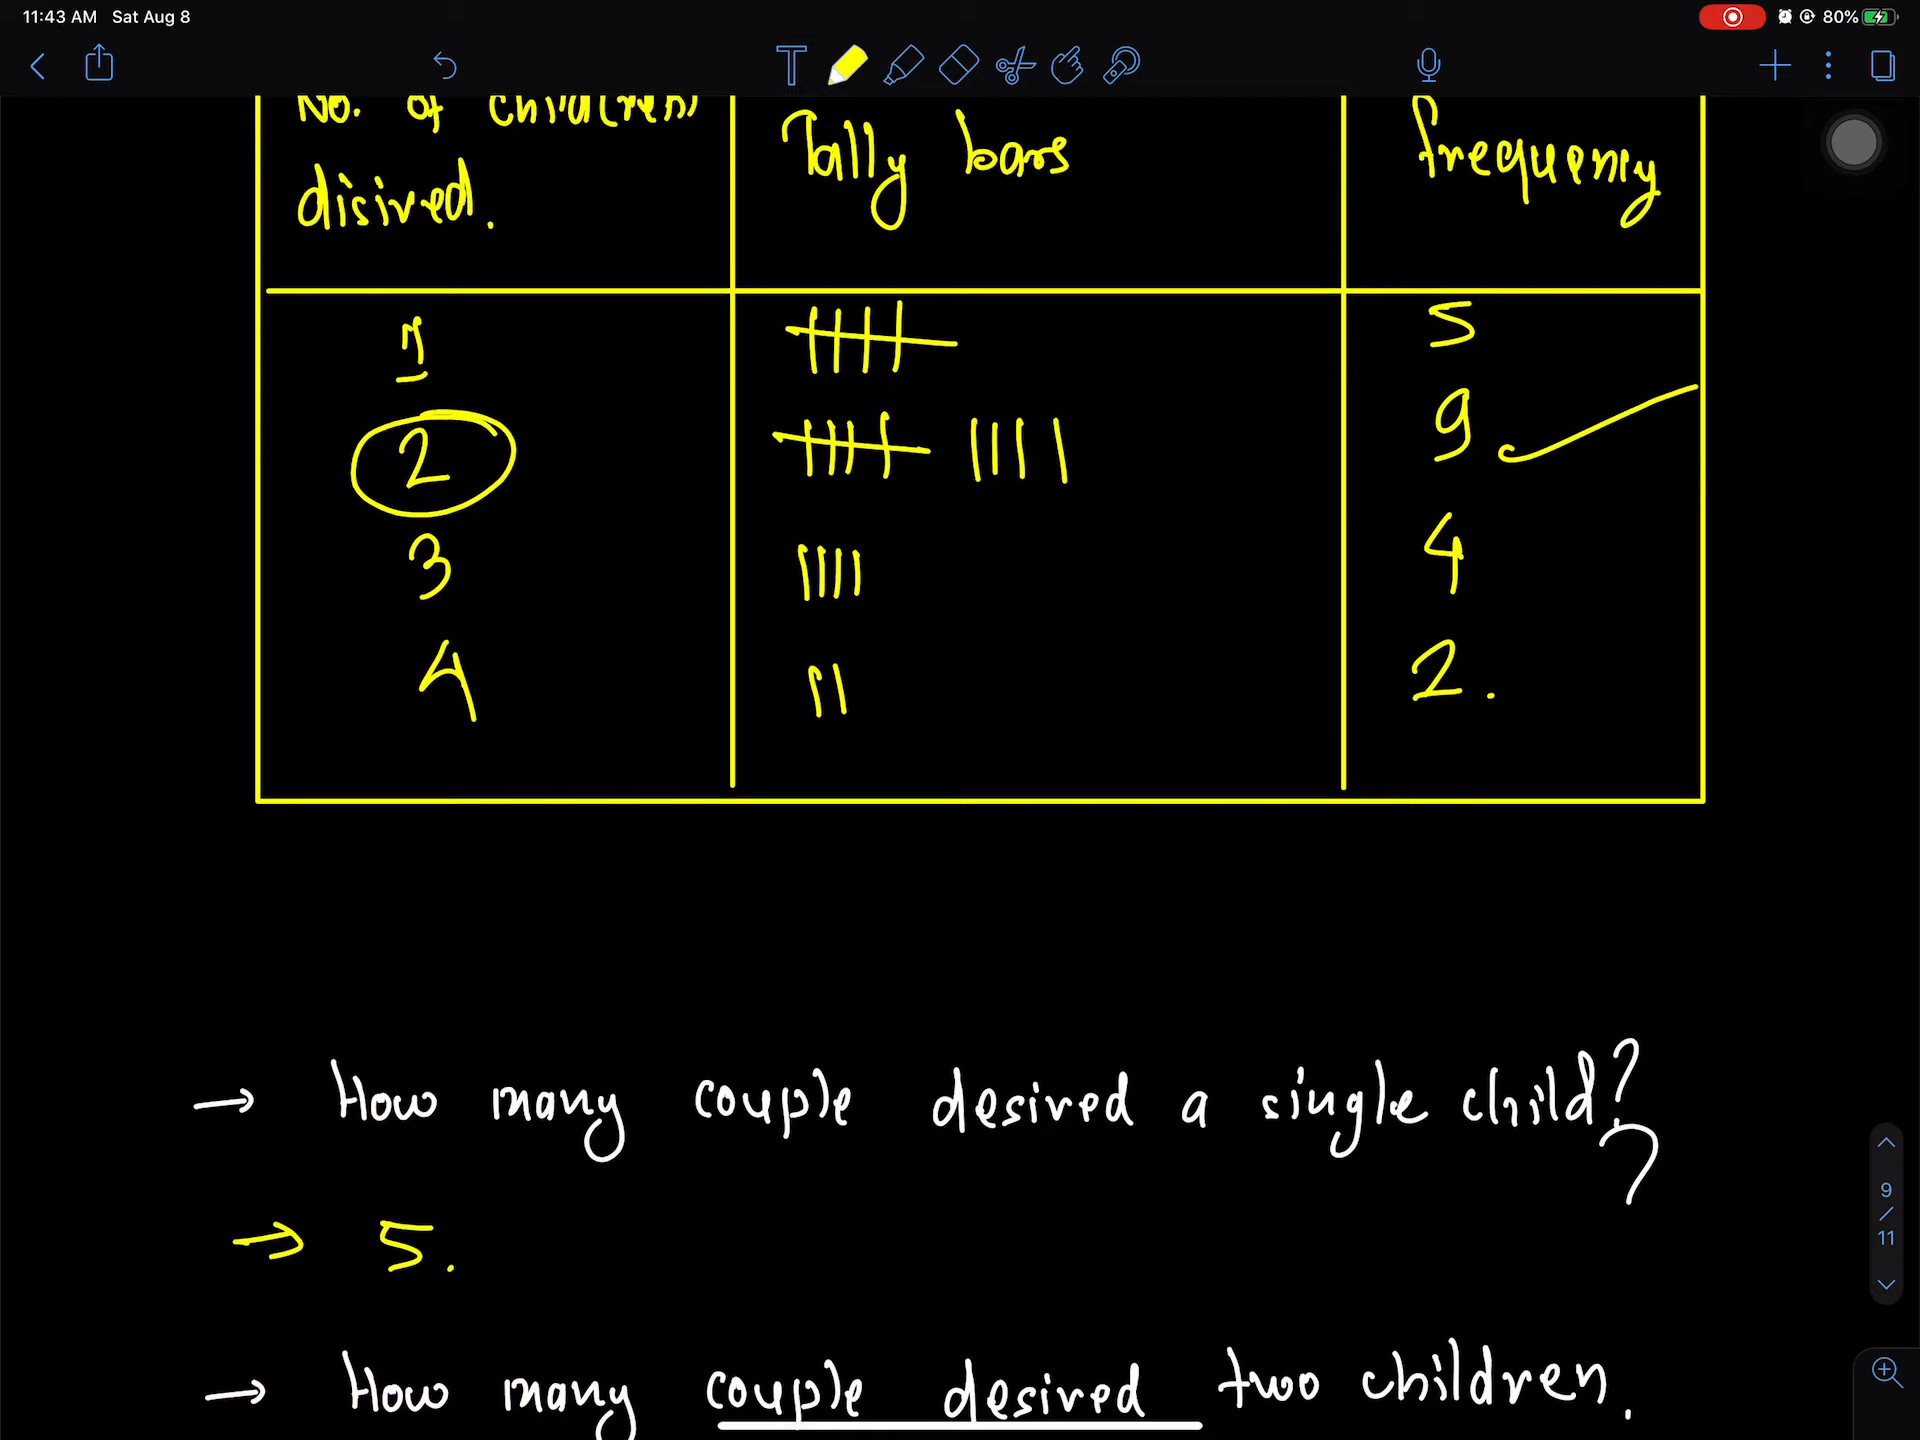 11:43 AM Sat Aug 8
80%
No. of children
disired.
Tally bars
frequency
1 5
2 9
3 4
4 2.
→ How many couple desired a single child?
?
→ 5.
→ How many couple desired two children.
9
/
11